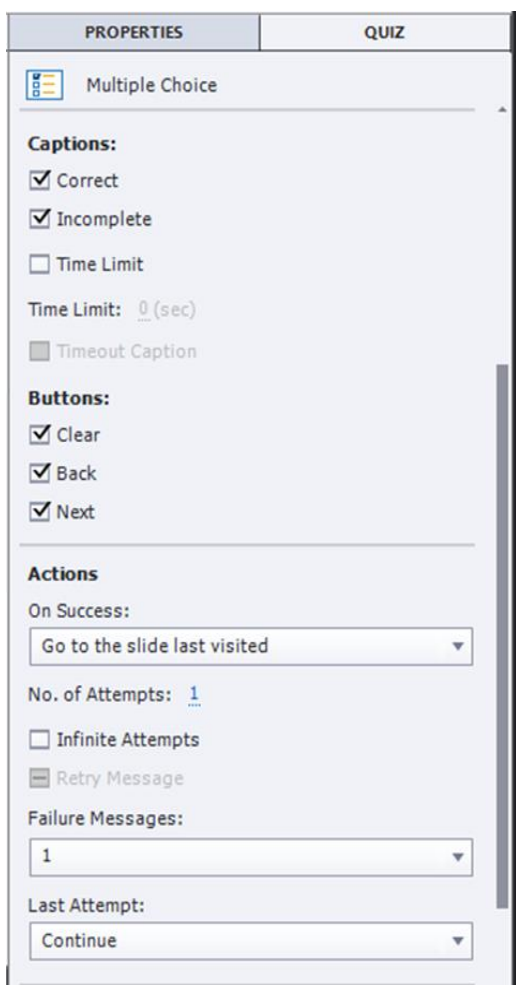 PROPERTIES QUIZ
Multiple Choice
Captions:
Correct
Incomplete
Time Limit
Time Limit: 0 (sec)
Timeout Caption
Buttons:
Clear
Back
Next
Actions
On Success:
Go to the slide last visited
No. of Attempts: 1
Infinite Attempts
Retry Message
Failure Messages:
1
Last Attempt:
Continue